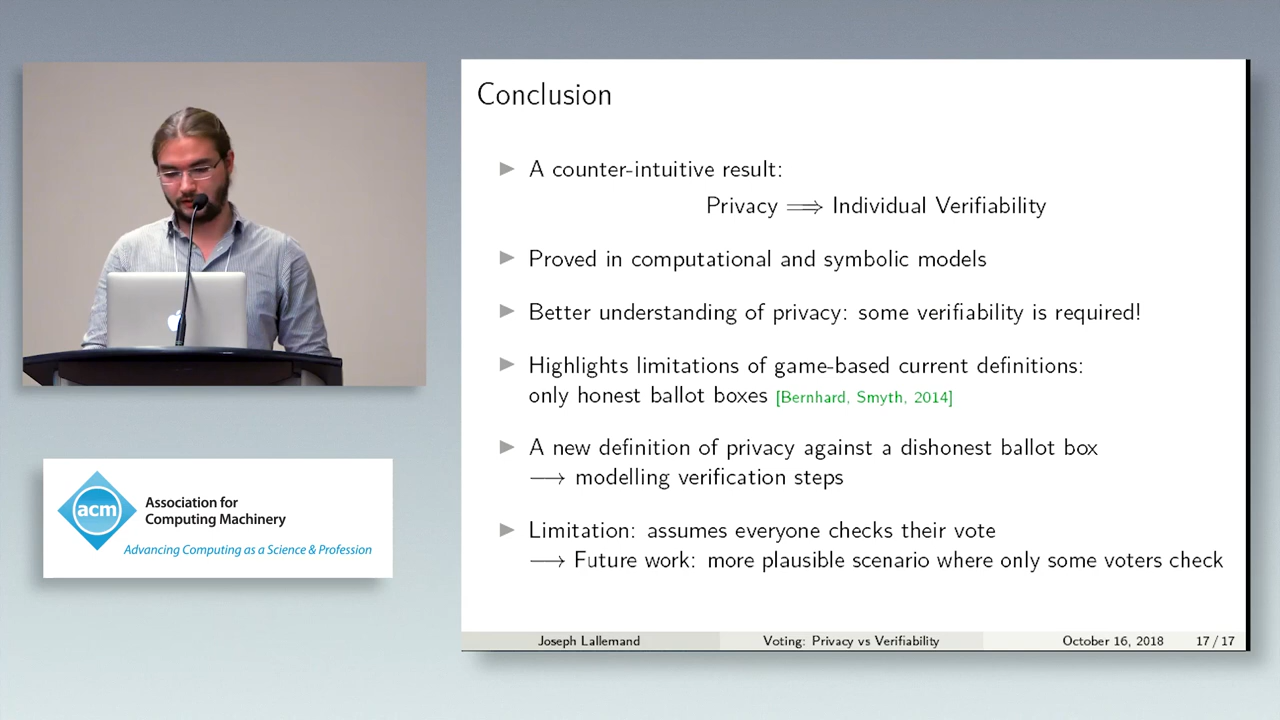 Conclusion
▶ A counter-intuitive result:
Privacy ⟹ Individual Verifiability
▶ Proved in computational and symbolic models
▶ Better understanding of privacy: some verifiability is required!
▶ Highlights limitations of game-based current definitions:
only honest ballot boxes [Bernhard, Smyth, 2014]
▶ A new definition of privacy against a dishonest ballot box
⟶ modelling verification steps
▶ Limitation: assumes everyone checks their vote
⟶ Future work: more plausible scenario where only some voters check
Joseph Lallemand Voting: Privacy vs Verifiability October 16, 2018 17 / 17
acm
Association for
Computing Machinery
Advancing Computing as a Science & Profession